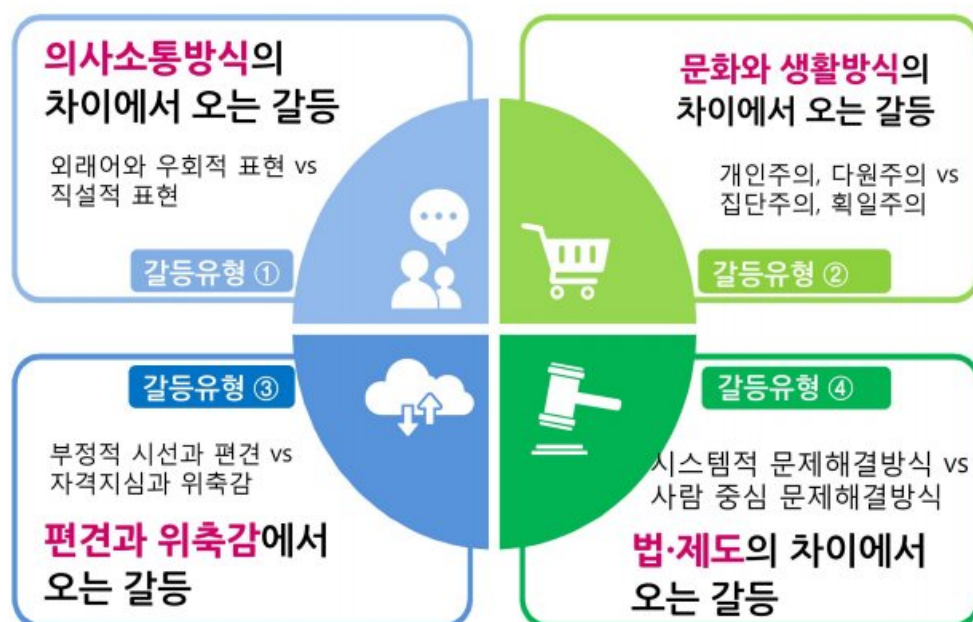 의사소통방식의
차이에서 오는 갈등
외래어와 우회적 표현 vs
직설적 표현
갈등유형 ①
문화와 생활방식의
차이에서 오는 갈등
개인주의, 다원주의 vs
집단주의, 획일주의
갈등유형 ②
갈등유형 ③
부정적 시선과 편견 vs
자격지심과 위축감
편견과 위축감에서
오는 갈등
갈등유형 ④
시스템적 문제해결방식 vs
사람 중심 문제해결방식
법·제도의 차이에서
오는 갈등